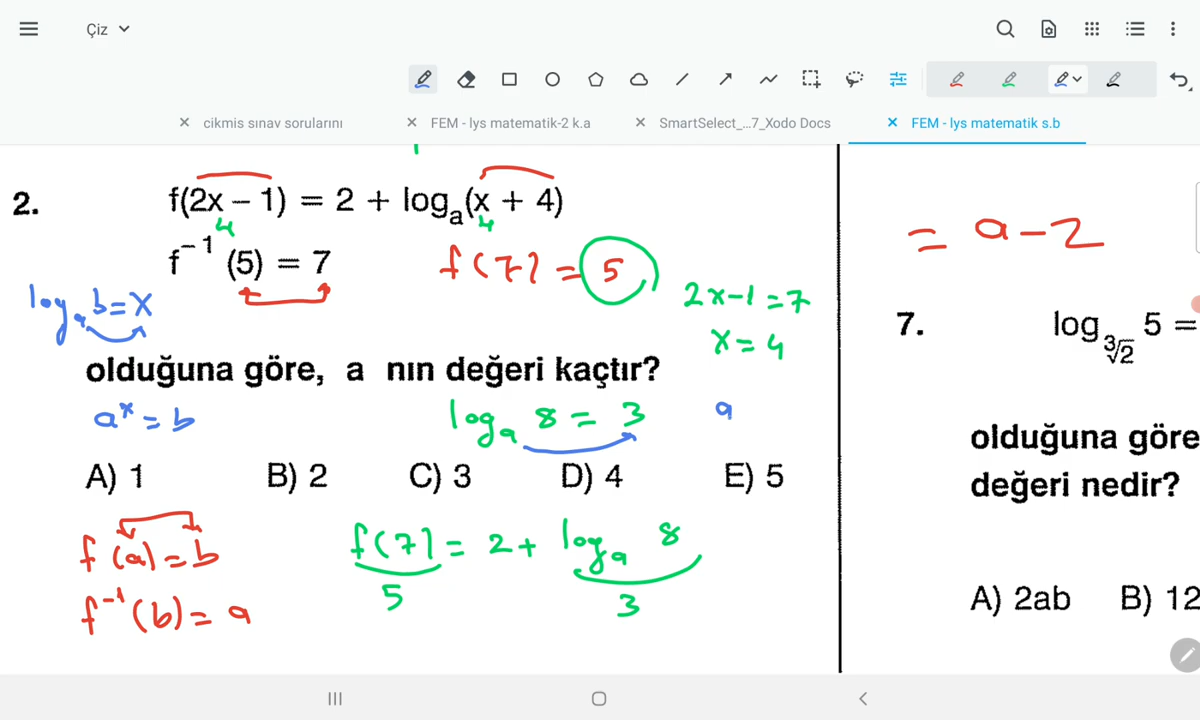 Çiz
cikmis sınav sorularını
FEM - lys matematik-2 k.a
SmartSelect_...7_Xodo Docs
FEM - lys matematik s.b
2.
f(2x – 1) = 2 + logₐ(x + 4)
4
4
f⁻¹(5) = 7
f(7) = 5
logₐb=x
2x-1=7
x=4
olduğuna göre, a nın değeri kaçtır?
aˣ=b
logₐ 8 = 3
a
A) 1 B) 2 C) 3 D) 4 E) 5
f(a)=b
f(7)= 2+ logₐ 8
5
3
f⁻¹(b)= a
= a-2
7.
log ∛2 5 =
olduğuna göre
değeri nedir?
A) 2ab B) 12